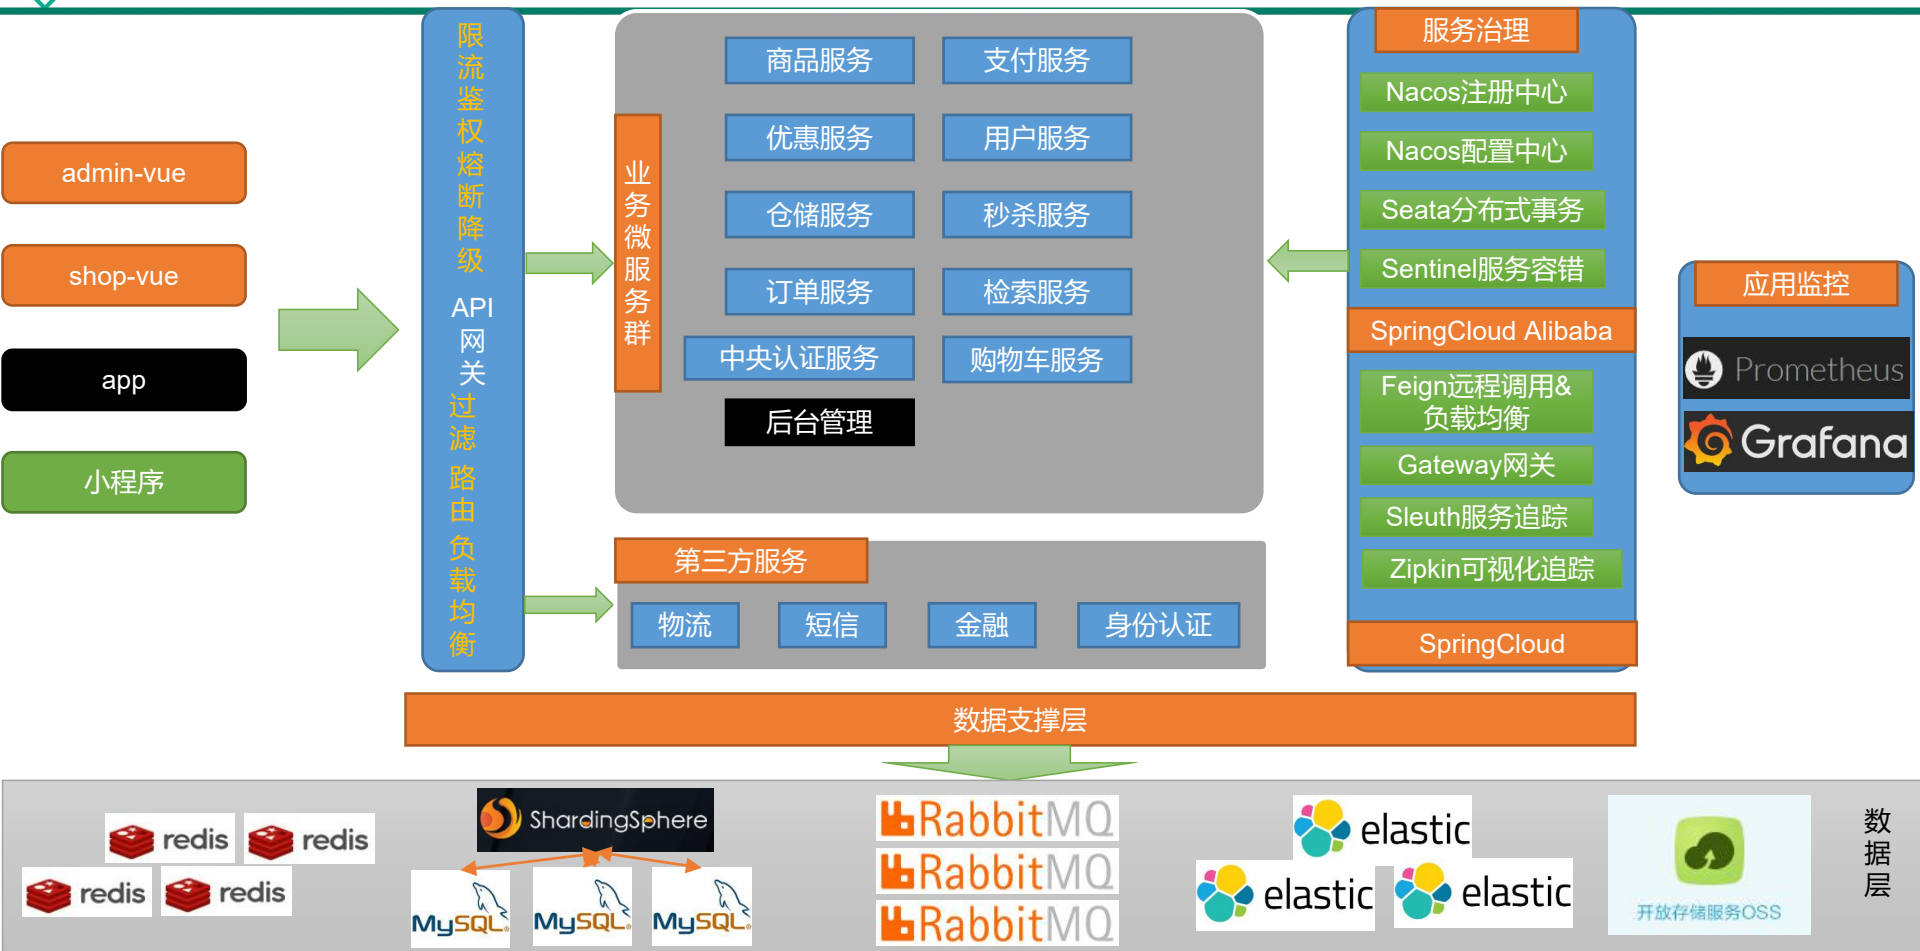 admin-vue
shop-vue
app
小程序
限流鉴权熔断降级
API网关
过滤
路由
负载均衡
业务微服务群
商品服务
支付服务
优惠服务
用户服务
仓储服务
秒杀服务
订单服务
检索服务
中央认证服务
购物车服务
后台管理
第三方服务
物流
短信
金融
身份认证
服务治理
Nacos注册中心
Nacos配置中心
Seata分布式事务
Sentinel服务容错
SpringCloud Alibaba
Feign远程调用&
负载均衡
Gateway网关
Sleuth服务追踪
Zipkin可视化追踪
SpringCloud
应用监控
Prometheus
Grafana
数据支撑层
redis
redis
redis
redis
ShardingSphere
MySQL
MySQL
MySQL
RabbitMQ
RabbitMQ
RabbitMQ
elastic
elastic
elastic
开放存储服务OSS
数据层